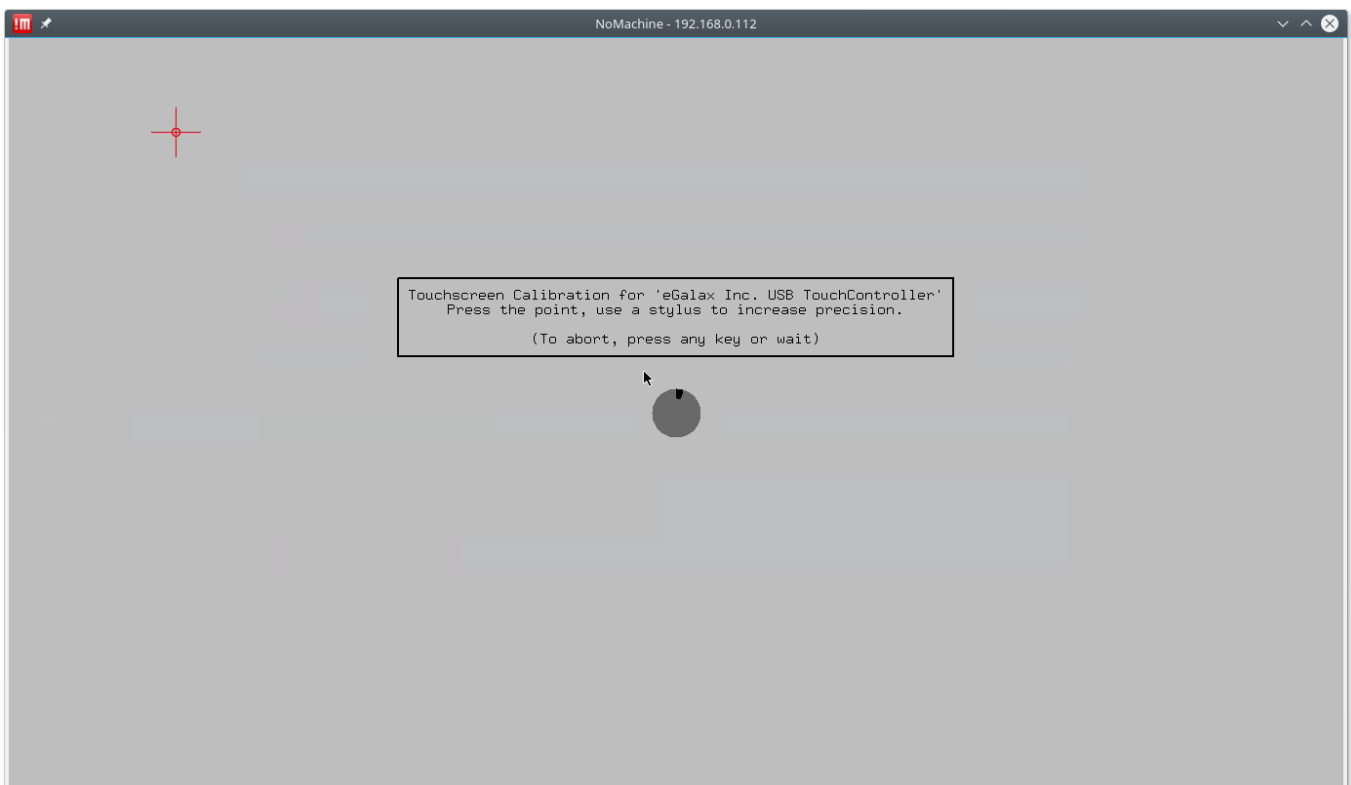 !m
NoMachine - 192.168.0.112
Touchscreen Calibration for 'eGalax Inc. USB TouchController'
Press the point, use a stylus to increase precision.
(To abort, press any key or wait)